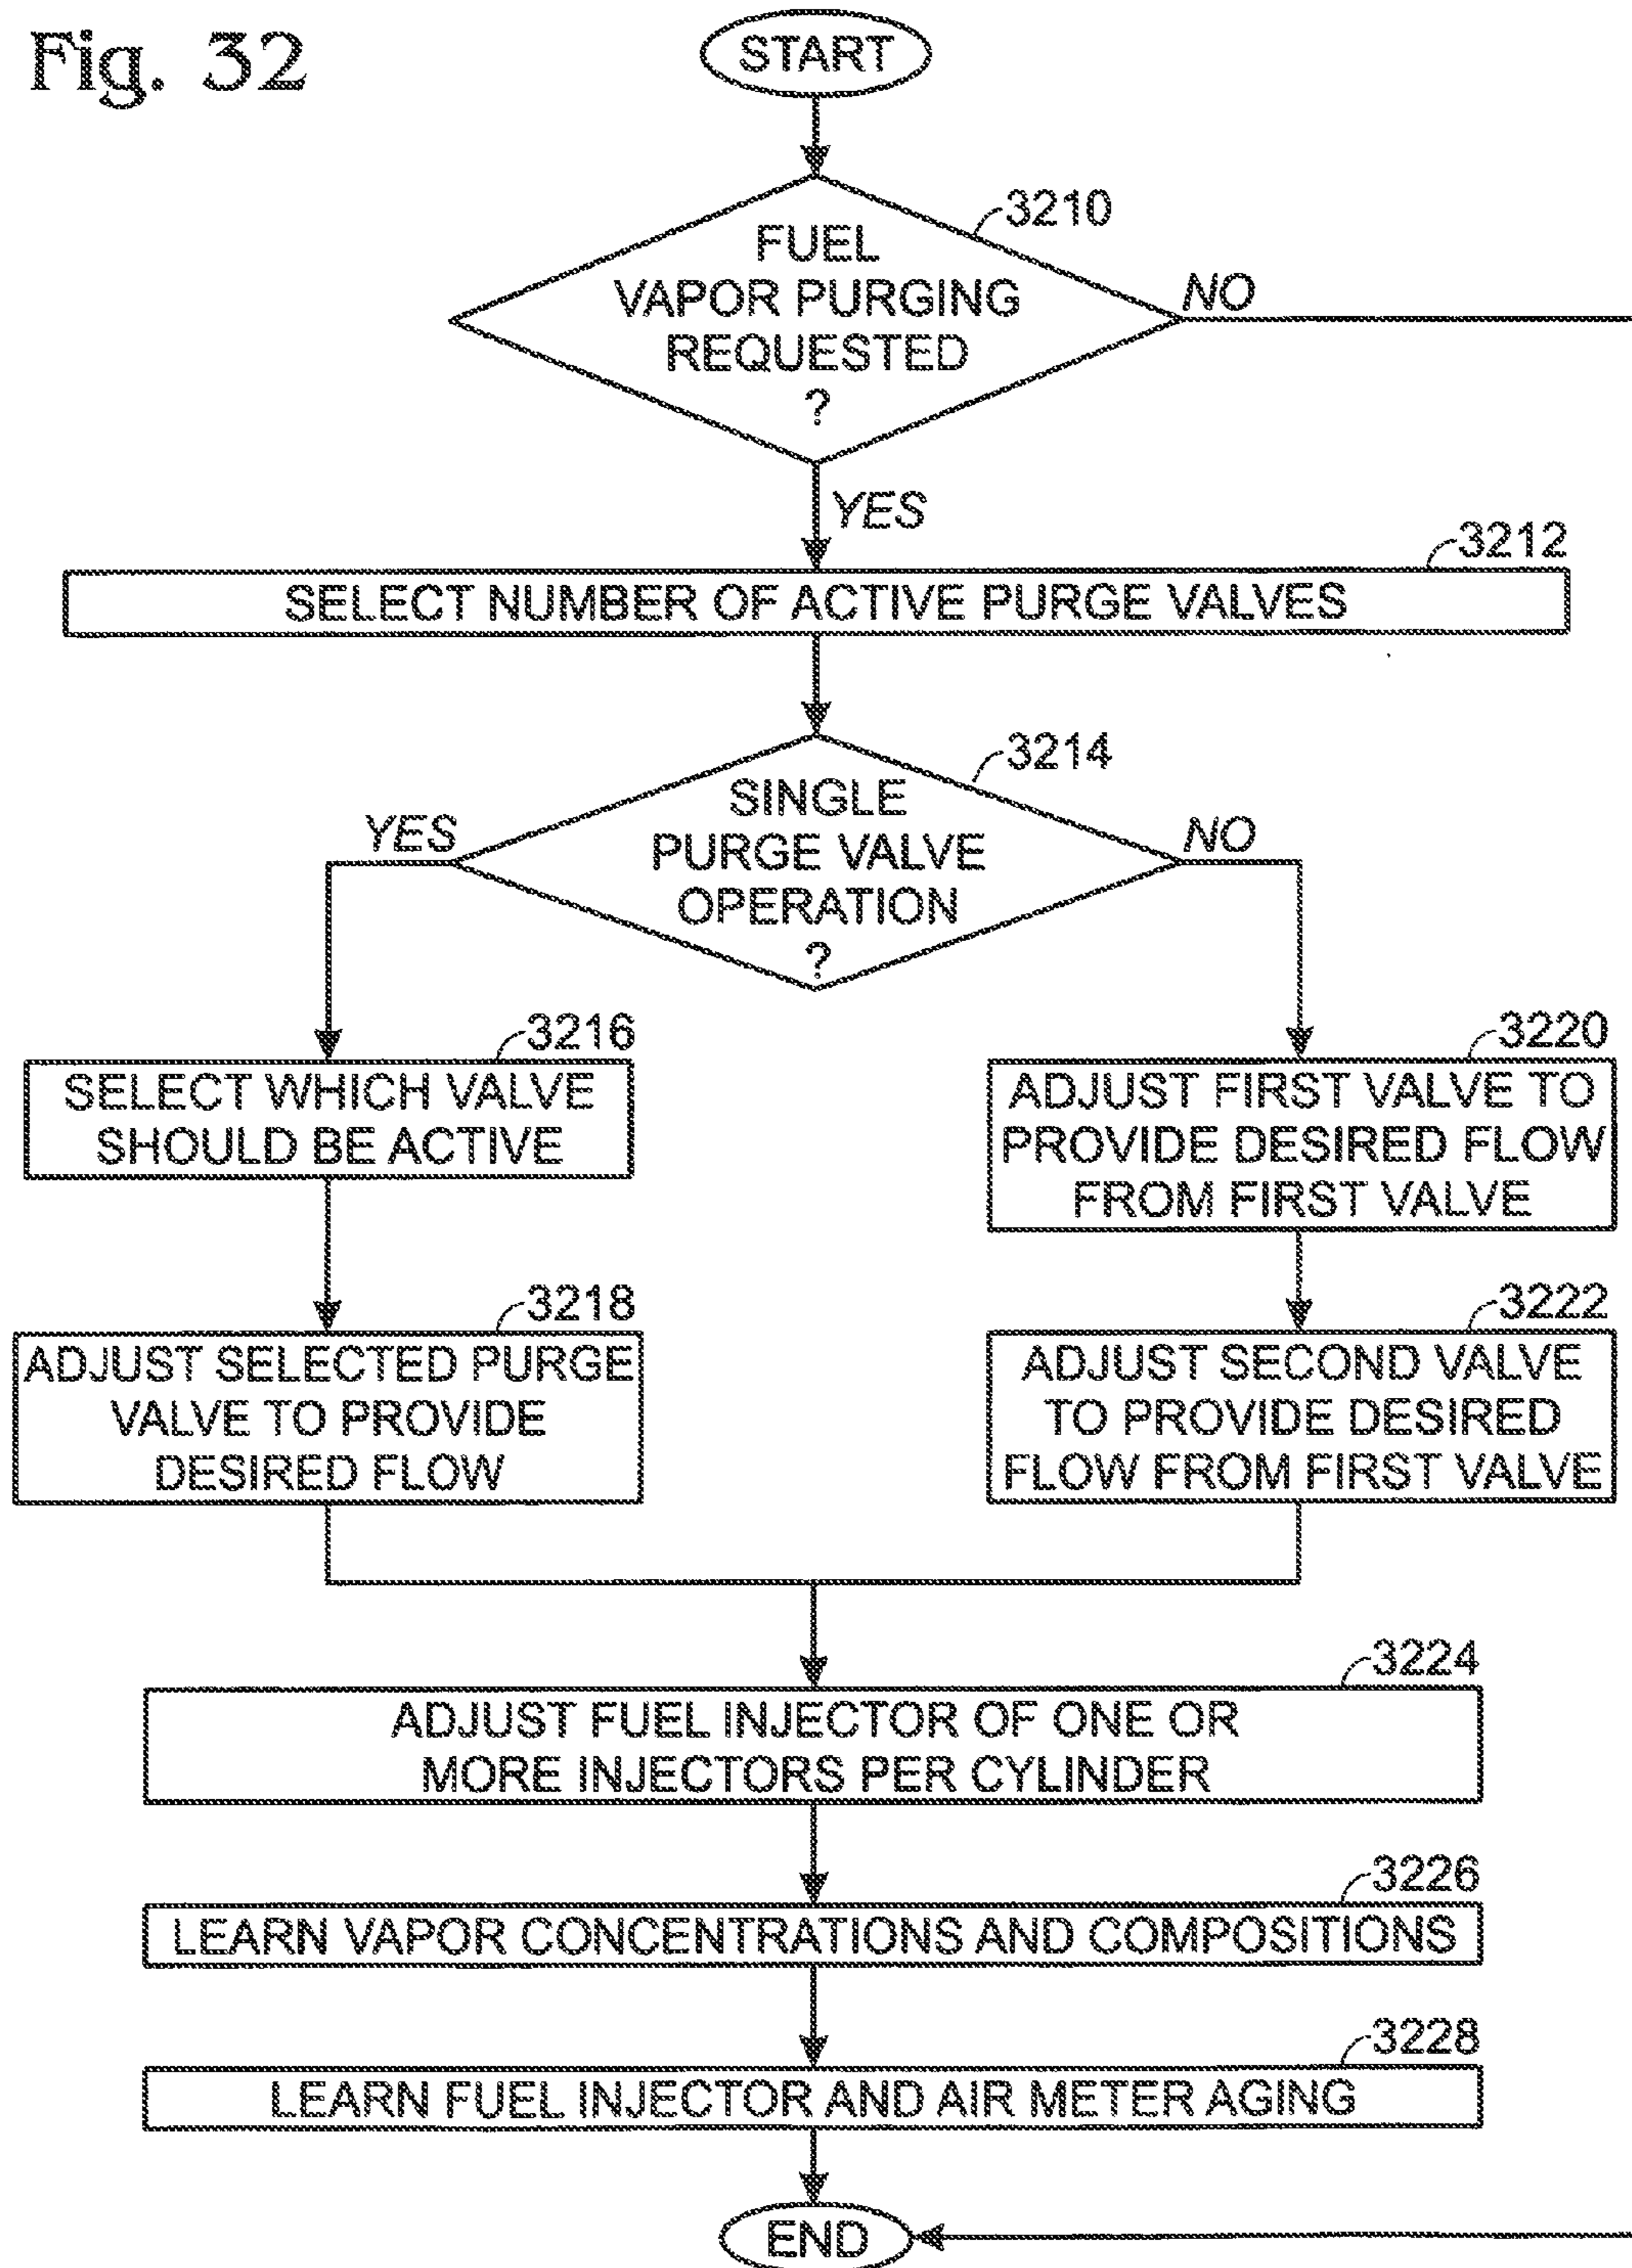 Fig. 32
START
3210
FUEL
VAPOR PURGING
REQUESTED
?
NO
YES
3212
SELECT NUMBER OF ACTIVE PURGE VALVES
3214
SINGLE
PURGE VALVE
OPERATION
?
YES
NO
3216
SELECT WHICH VALVE
SHOULD BE ACTIVE
3220
ADJUST FIRST VALVE TO
PROVIDE DESIRED FLOW
FROM FIRST VALVE
3218
ADJUST SELECTED PURGE
VALVE TO PROVIDE
DESIRED FLOW
3222
ADJUST SECOND VALVE
TO PROVIDE DESIRED
FLOW FROM FIRST VALVE
3224
ADJUST FUEL INJECTOR OF ONE OR
MORE INJECTORS PER CYLINDER
3226
LEARN VAPOR CONCENTRATIONS AND COMPOSITIONS
3228
LEARN FUEL INJECTOR AND AIR METER AGING
END